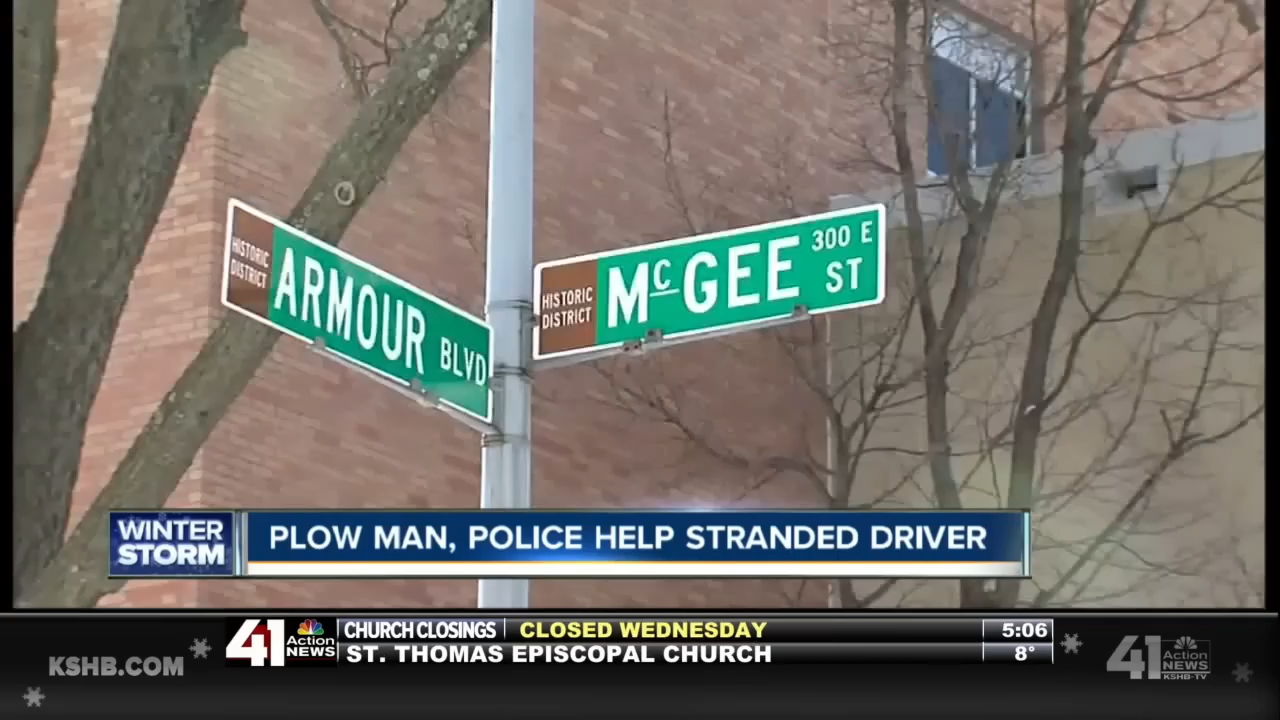 HISTORIC
DISTRICT
ARMOUR BLVD
HISTORIC
DISTRICT
McGEE ST
300 E
WINTER
STORM
PLOW MAN, POLICE HELP STRANDED DRIVER
KSHB.COM
41 Action NEWS
CHURCH CLOSINGS
CLOSED WEDNESDAY
ST. THOMAS EPISCOPAL CHURCH
5:06
8°
41 Action NEWS
KSHB-TV